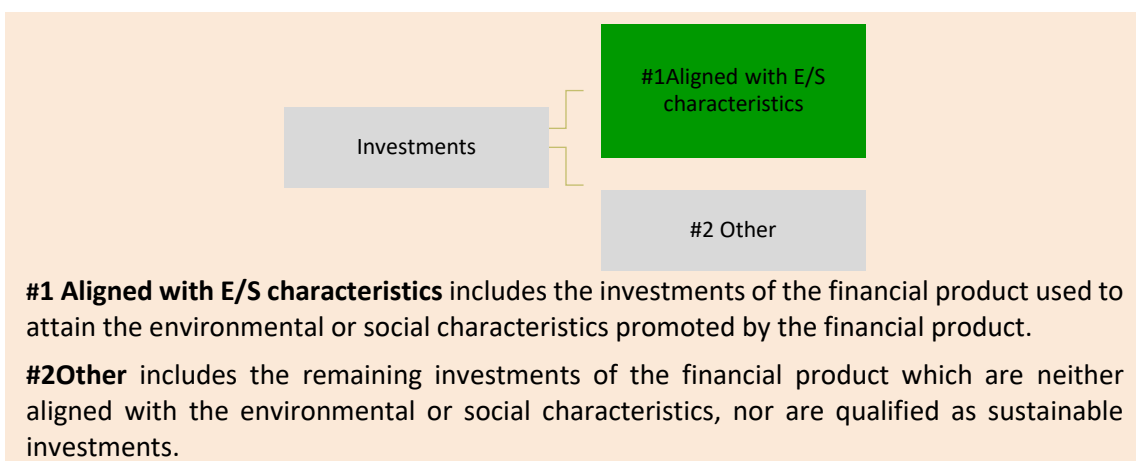 #1Aligned with E/S
characteristics
Investments
#2 Other
#1 Aligned with E/S characteristics includes the investments of the financial product used to
attain the environmental or social characteristics promoted by the financial product.
#2Other includes the remaining investments of the financial product which are neither
aligned with the environmental or social characteristics, nor are qualified as sustainable
investments.